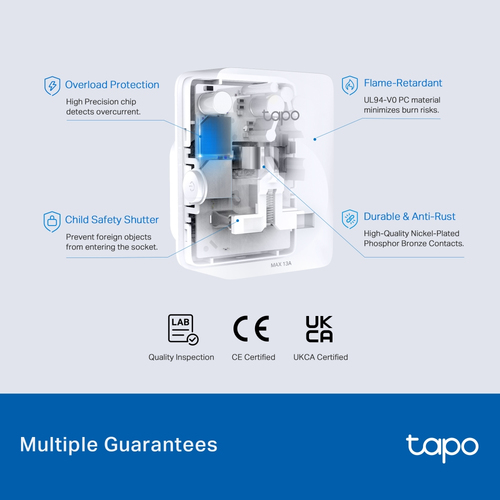 Overload Protection
High Precision chip
detects overcurrent.
Flame-Retardant
UL94-V0 PC material
minimizes burn risks.
tapo
Child Safety Shutter
Prevent foreign objects
from entering the socket.
Durable & Anti-Rust
High-Quality Nickel-Plated
Phosphor Bronze Contacts.
MAX 13A
LAB
CE
UK
CA
Quality Inspection
CE Certified
UKCA Certified
Multiple Guarantees
tapo